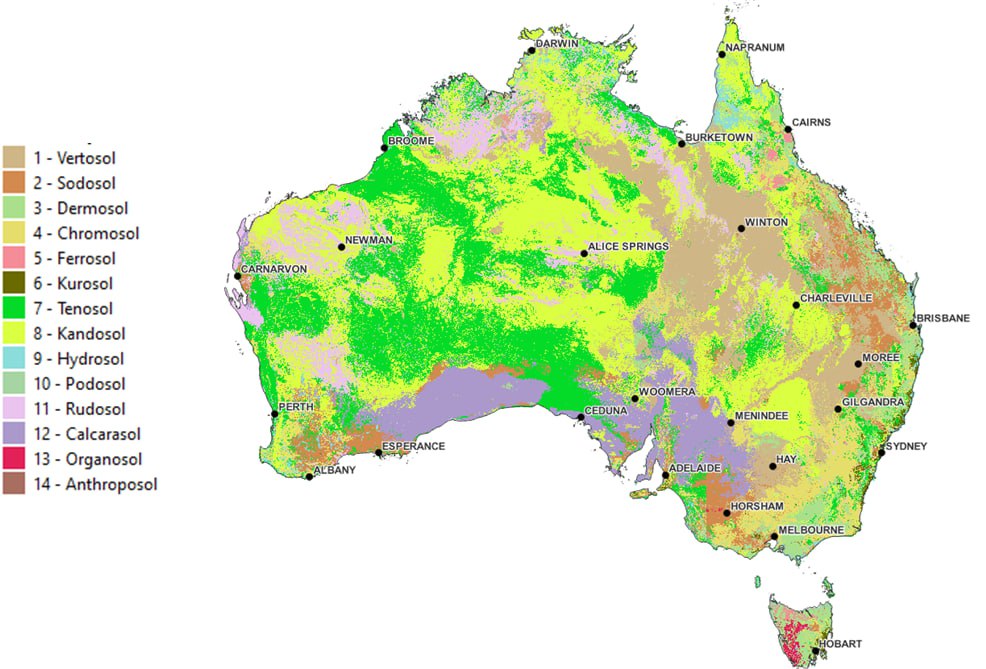 DARWIN
NAPRANUM
CAIRNS
BURKETOWN
BROOME
1 - Vertosol
2 - Sodosol
3 - Dermosol
4 - Chromosol
5 - Ferrosol
6 - Kurosol
7 - Tenosol
8 - Kandosol
9 - Hydrosol
10 - Podosol
11 - Rudosol
12 - Calcarasol
13 - Organosol
14 - Anthroposol
WINTON
NEWMAN
ALICE SPRINGS
CARNARVON
CHARLEVILLE
BRISBANE
MOREE
WOOMERA
GILGANDRA
PERTH
CEDUNA
MENINDEE
ESPERANCE
SYDNEY
ALBANY
ADELAIDE
HAY
HORSHAM
MELBOURNE
HOBART